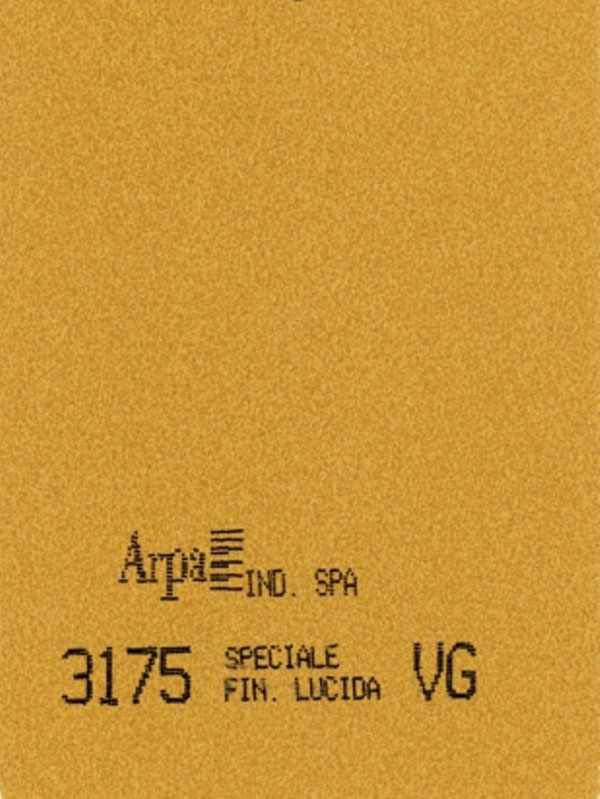 Arpa IND. SPA
3175 SPECIALE VG
FIN. LUCIDA